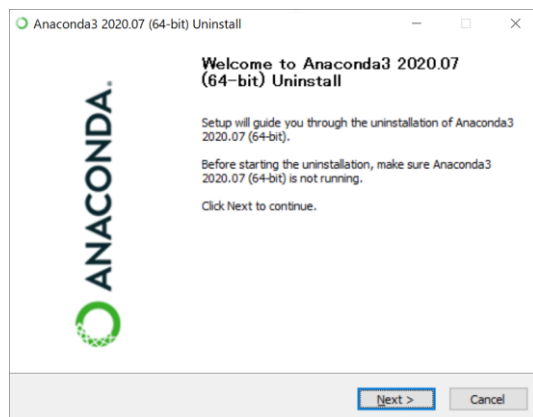 Anaconda3 2020.07 (64-bit) Uninstall
Welcome to Anaconda3 2020.07
(64-bit) Uninstall
Setup will guide you through the uninstallation of Anaconda3
2020.07 (64-bit).
Before starting the uninstallation, make sure Anaconda3
2020.07 (64-bit) is not running.
Click Next to continue.
ANACONDA.
Next >
Cancel